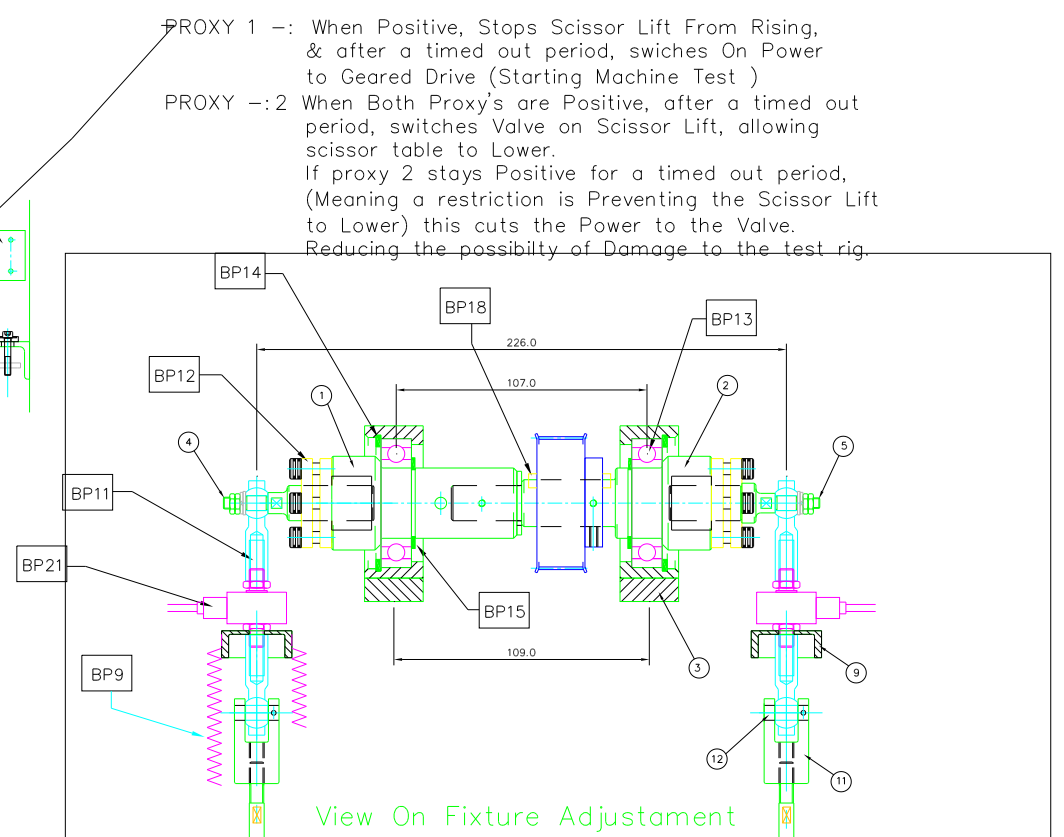 PROXY 1 -: When Positive, Stops Scissor Lift From Rising,
& after a timed out period, swiches On Power
to Geared Drive (Starting Machine Test )
PROXY -:2 When Both Proxy's are Positive, after a timed out
period, switches Valve on Scissor Lift, allowing
scissor table to Lower.
If proxy 2 stays Positive for a timed out period,
(Meaning a restriction is Preventing the Scissor Lift
to Lower) this cuts the Power to the Valve.
Reducing the possibilty of Damage to the test rig.
BP14
BP18
BP13
226.0
BP12
107.0
1
2
4
5
BP11
BP21
BP15
109.0
3
9
BP9
12
11
View On Fixture Adjustament